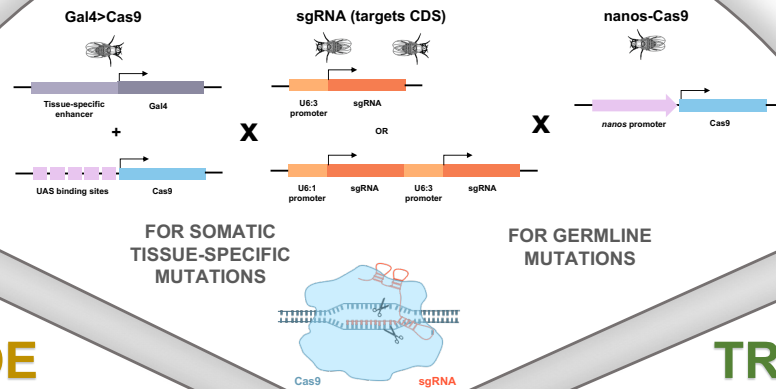 Gal4>Cas9
sgRNA (targets CDS)
nanos-Cas9
Tissue-specific
enhancer
Gal4
+
UAS binding sites
Cas9
X
U6:3
promoter
sgRNA
OR
U6:1
promoter
sgRNA
U6:3
promoter
sgRNA
X
nanos promoter
Cas9
FOR SOMATIC
TISSUE-SPECIFIC
MUTATIONS
FOR GERMLINE
MUTATIONS
Cas9
sgRNA
DE
TR